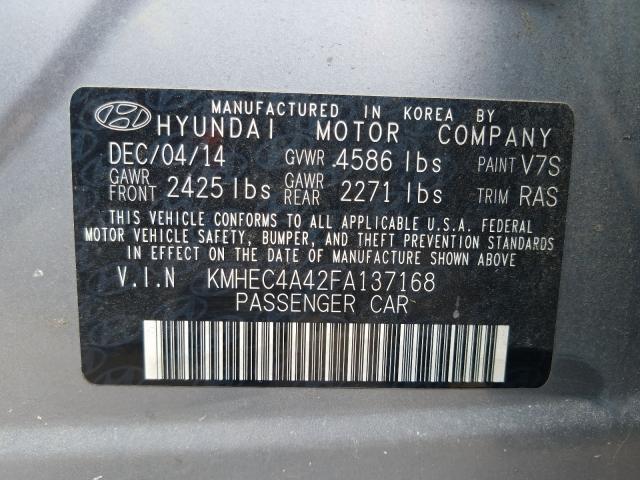 MANUFACTURED IN KOREA BY
HYUNDAI MOTOR COMPANY
DEC/04/14 GVWR 4586 lbs PAINT V7S
GAWR FRONT 2425 lbs GAWR REAR 2271 lbs TRIM RAS
THIS VEHICLE CONFORMS TO ALL APPLICABLE U.S.A. FEDERAL
MOTOR VEHICLE SAFETY, BUMPER, AND THEFT PREVENTION STANDARDS
IN EFFECT ON THE DATE OF MANUFACTURE SHOWN ABOVE
V.I.N KMHEC4A42FA137168
PASSENGER CAR